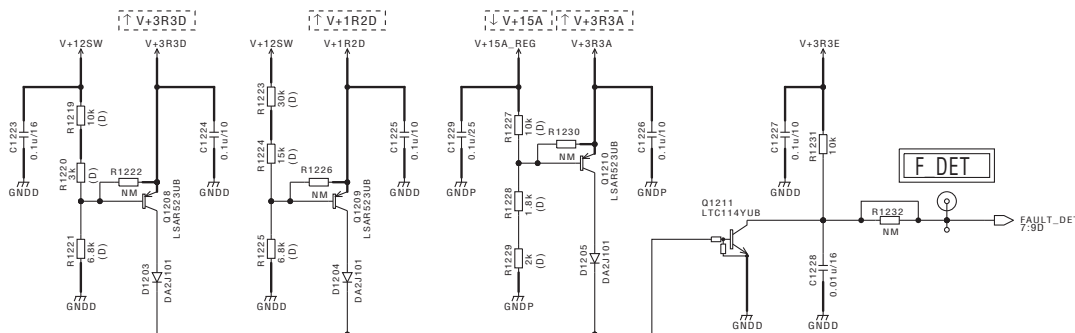 ↑ V+3R3D
↑ V+1R2D
↓ V+15A
↑ V+3R3A
V+12SW
V+3R3D
V+12SW
V+1R2D
V+15A_REG
V+3R3A
V+3R3E
C1223
0.1u/16
R1219
10k
(D)
R1220
3k
(D)
R1222
NM
C1224
0.1u/10
GNDD
GNDD
Q1208
LSAR523UB
R1221
6.8k
(D)
GNDD
D1203
DA2J101
R1223
30k
(D)
R1224
15k
(D)
R1226
NM
C1225
0.1u/10
GNDD
Q1209
LSAR523UB
R1225
6.8k
(D)
GNDD
D1204
DA2J101
C1229
0.1u/25
GNDP
R1227
10k
(D)
R1230
NM
C1226
0.1u/10
GNDP
Q1210
LSAR523UB
R1228
1.8k
(D)
R1229
2k
(D)
GNDP
D1205
DA2J101
C1227
0.1u/10
GNDD
R1231
10k
F DET
Q1211
LTC114YUB
R1232
NM
FAULT_DET
7:9D
C1228
0.01u/16
GNDD
GNDD